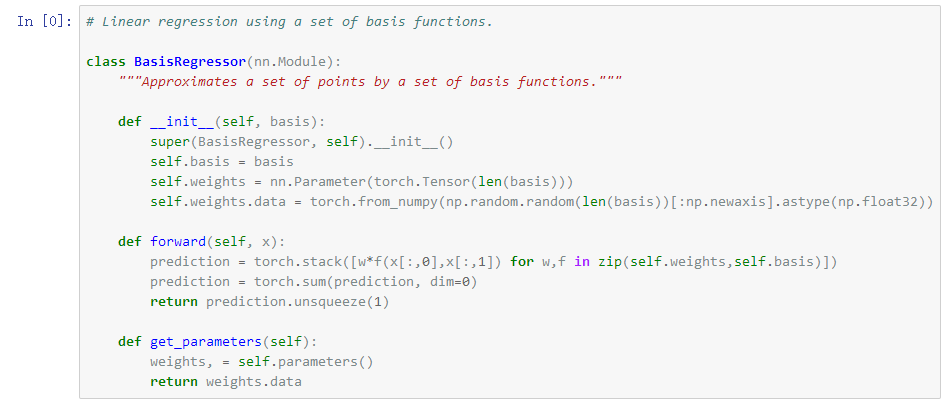 In [0]: # Linear regression using a set of basis functions.
class BasisRegressor(nn.Module):
    """Approximates a set of points by a set of basis functions."""
    def __init__(self, basis):
        super(BasisRegressor, self).__init__()
        self.basis = basis
        self.weights = nn.Parameter(torch.Tensor(len(basis)))
        self.weights.data = torch.from_numpy(np.random.random(len(basis))[:np.newaxis].astype(np.float32))
    def forward(self, x):
        prediction = torch.stack([w*f(x[:,0],x[:,1]) for w,f in zip(self.weights,self.basis)])
        prediction = torch.sum(prediction, dim=0)
        return prediction.unsqueeze(1)
    def get_parameters(self):
        weights, = self.parameters()
        return weights.data